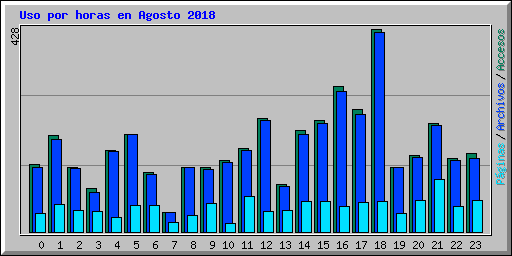 Uso por horas en Agosto 2018
428
Páginas / Archivos / Accesos
0 1 2 3 4 5 6 7 8 9 10 11 12 13 14 15 16 17 18 19 20 21 22 23